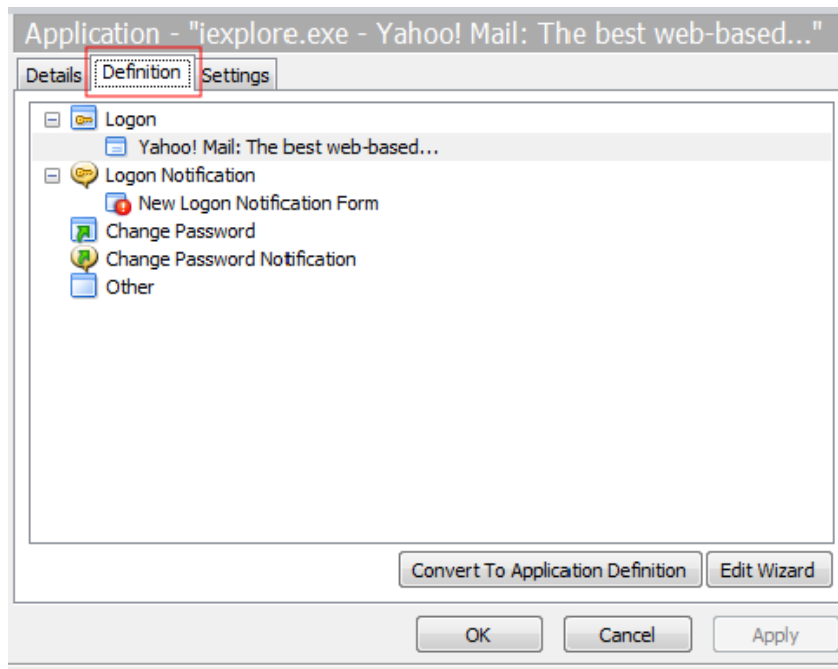 Application - "iexplore.exe - Yahoo! Mail: The best web-based..."
Details Definition Settings
Logon
Yahoo! Mail: The best web-based...
Logon Notification
New Logon Notification Form
Change Password
Change Password Notification
Other
Convert To Application Definition Edit Wizard
OK Cancel Apply